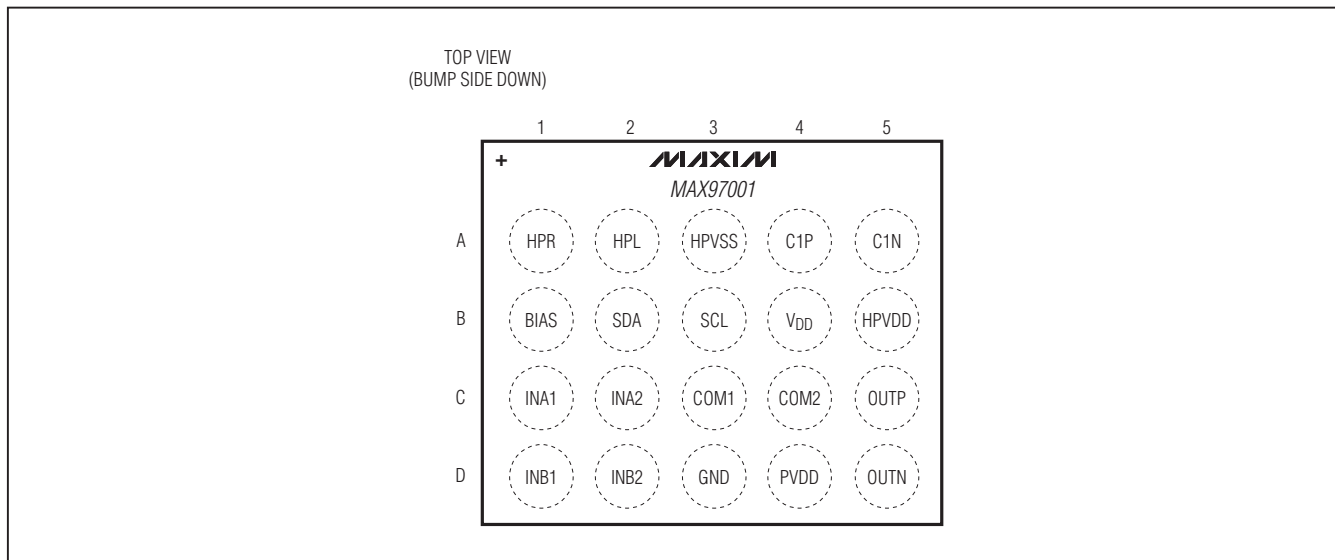 TOP VIEW
(BUMP SIDE DOWN)
1 2 3 4 5
+ MAXIM
MAX97001
A HPR HPL HPVSS C1P C1N
B BIAS SDA SCL VDD HPVDD
C INA1 INA2 COM1 COM2 OUTP
D INB1 INB2 GND PVDD OUTN